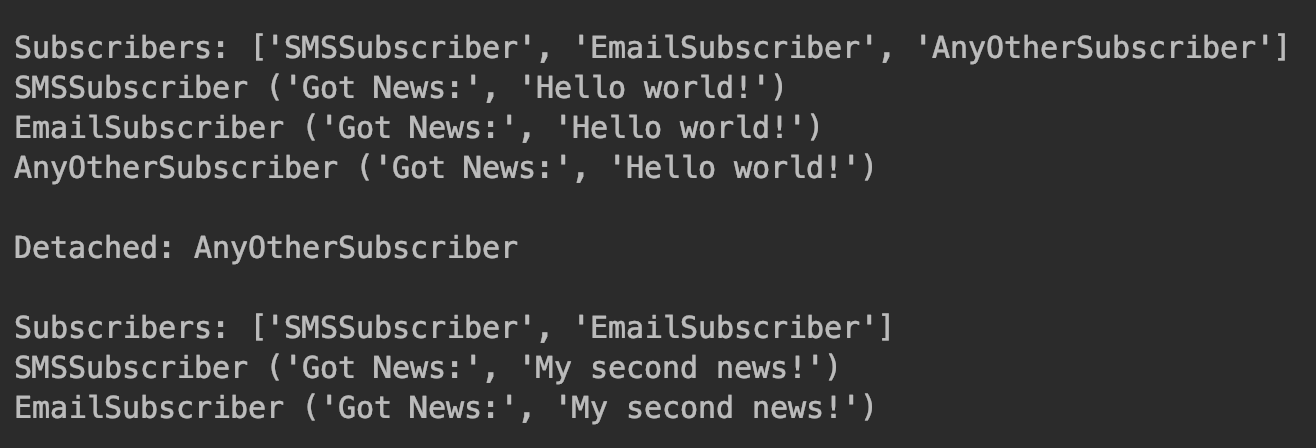 Subscribers: ['SMSSubscriber', 'EmailSubscriber', 'AnyOtherSubscriber']
SMSSubscriber ('Got News:', 'Hello world!')
EmailSubscriber ('Got News:', 'Hello world!')
AnyOtherSubscriber ('Got News:', 'Hello world!')
Detached: AnyOtherSubscriber
Subscribers: ['SMSSubscriber', 'EmailSubscriber']
SMSSubscriber ('Got News:', 'My second news!')
EmailSubscriber ('Got News:', 'My second news!')